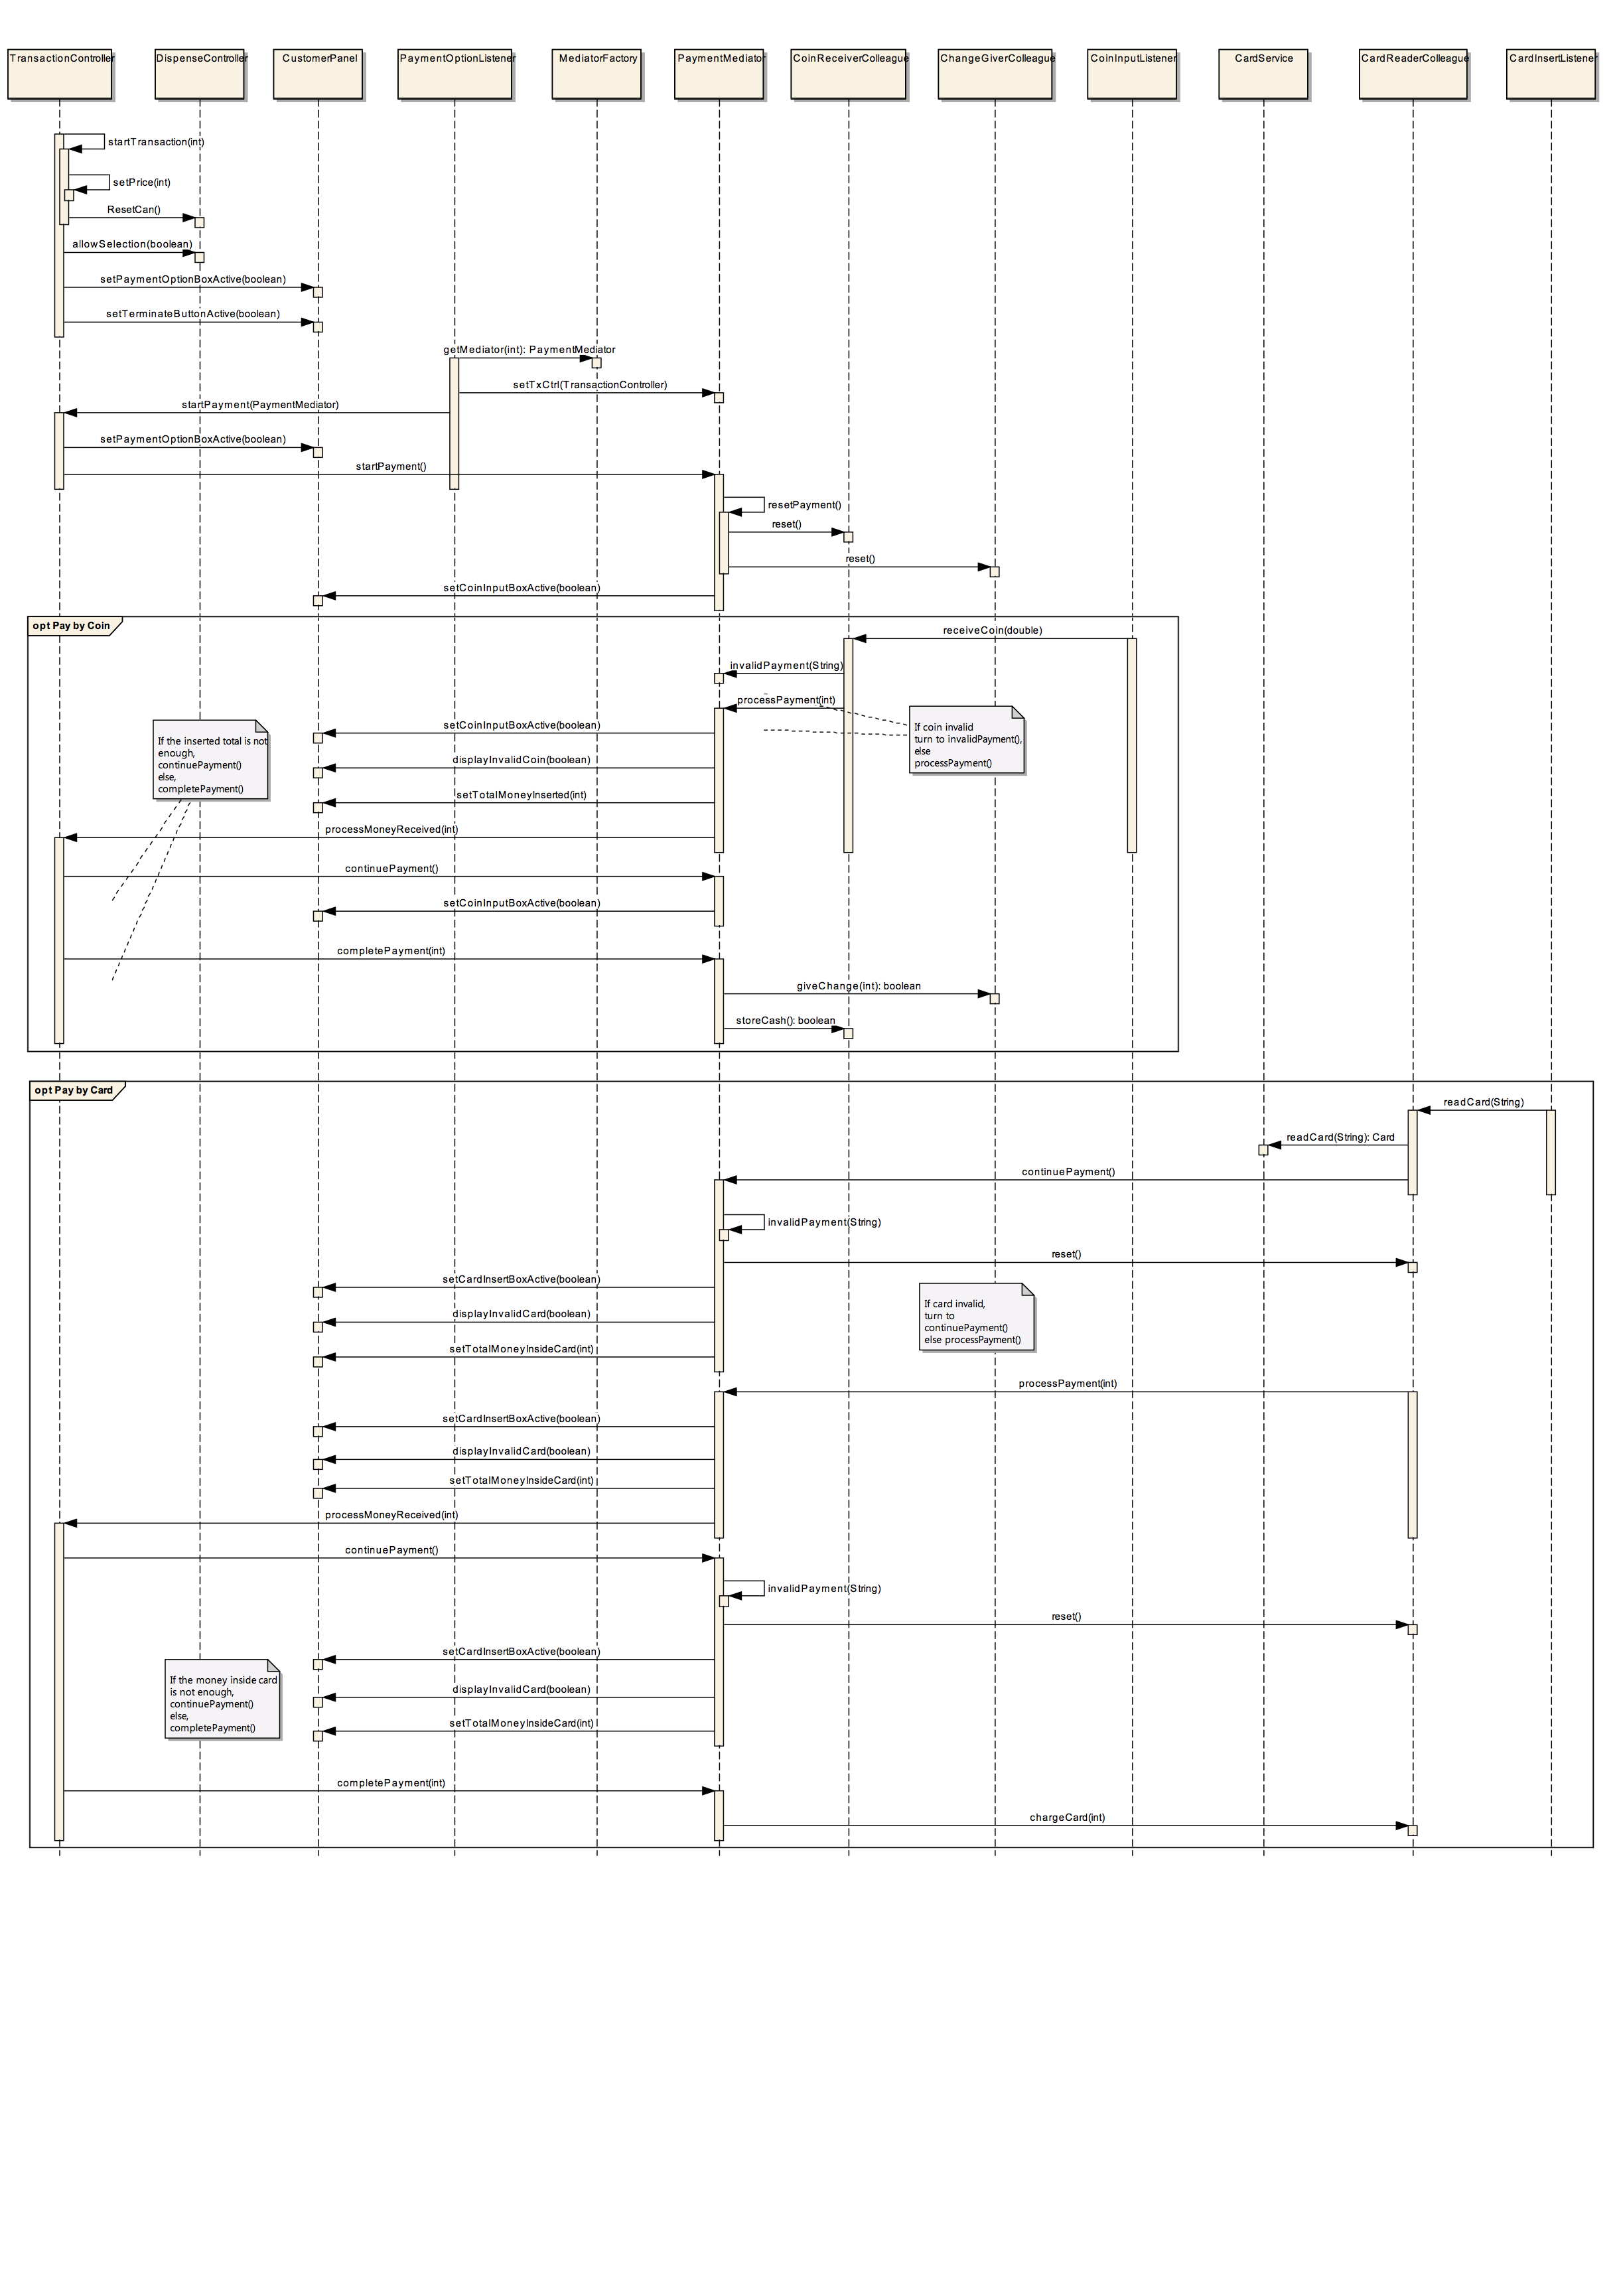 TransactionController
DispenseController
CustomerPanel
PaymentOptionListener
MediatorFactory
PaymentMediator
CoinReceiverColleague
ChangeGiverColleague
CoinInputListener
CardService
CardReaderColleague
CardInsertListener
startTransaction(int)
setPrice(int)
ResetCan()
allowSelection(boolean)
setPaymentOptionBoxActive(boolean)
setTerminateButtonActive(boolean)
getMediator(int): PaymentMediator
setTxCtrl(TransactionController)
startPayment(PaymentMediator)
setPaymentOptionBoxActive(boolean)
startPayment()
resetPayment()
reset()
reset()
setCoinInputBoxActive(boolean)
opt Pay by Coin
receiveCoin(double)
invalidPayment(String)
processPayment(int)
If coin invalid
turn to invalidPayment(),
else
processPayment()
setCoinInputBoxActive(boolean)
If the inserted total is not
enough,
continuePayment()
else,
completePayment()
displayInvalidCoin(boolean)
setTotalMoneyInserted(int)
processMoneyReceived(int)
continuePayment()
setCoinInputBoxActive(boolean)
completePayment(int)
giveChange(int): boolean
storeCash(): boolean
opt Pay by Card
readCard(String)
readCard(String): Card
continuePayment()
invalidPayment(String)
reset()
setCardInsertBoxActive(boolean)
If card invalid,
turn to
continuePayment()
else processPayment()
displayInvalidCard(boolean)
setTotalMoneyInsideCard(int)
processPayment(int)
setCardInsertBoxActive(boolean)
displayInvalidCard(boolean)
setTotalMoneyInsideCard(int)
processMoneyReceived(int)
continuePayment()
invalidPayment(String)
reset()
setCardInsertBoxActive(boolean)
If the money inside card
is not enough,
continuePayment()
else,
completePayment()
displayInvalidCard(boolean)
setTotalMoneyInsideCard(int)
completePayment(int)
chargeCard(int)